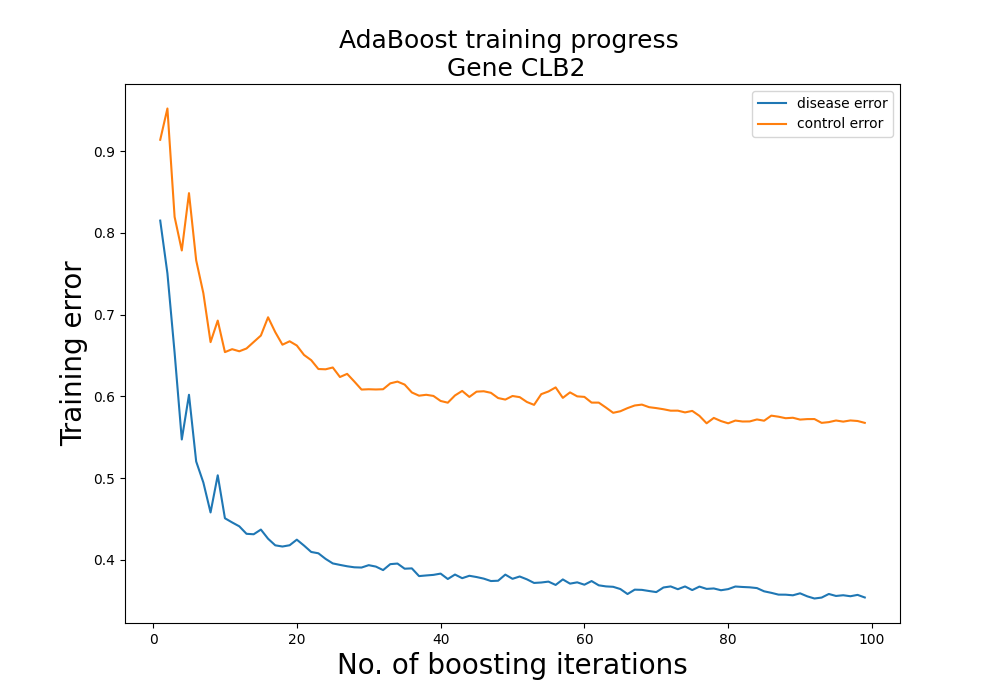 AdaBoost training progress
Gene CLB2
disease error
control error
Training error
0.9
0.8
0.7
0.6
0.5
0.4
0
20
40
60
80
100
No. of boosting iterations